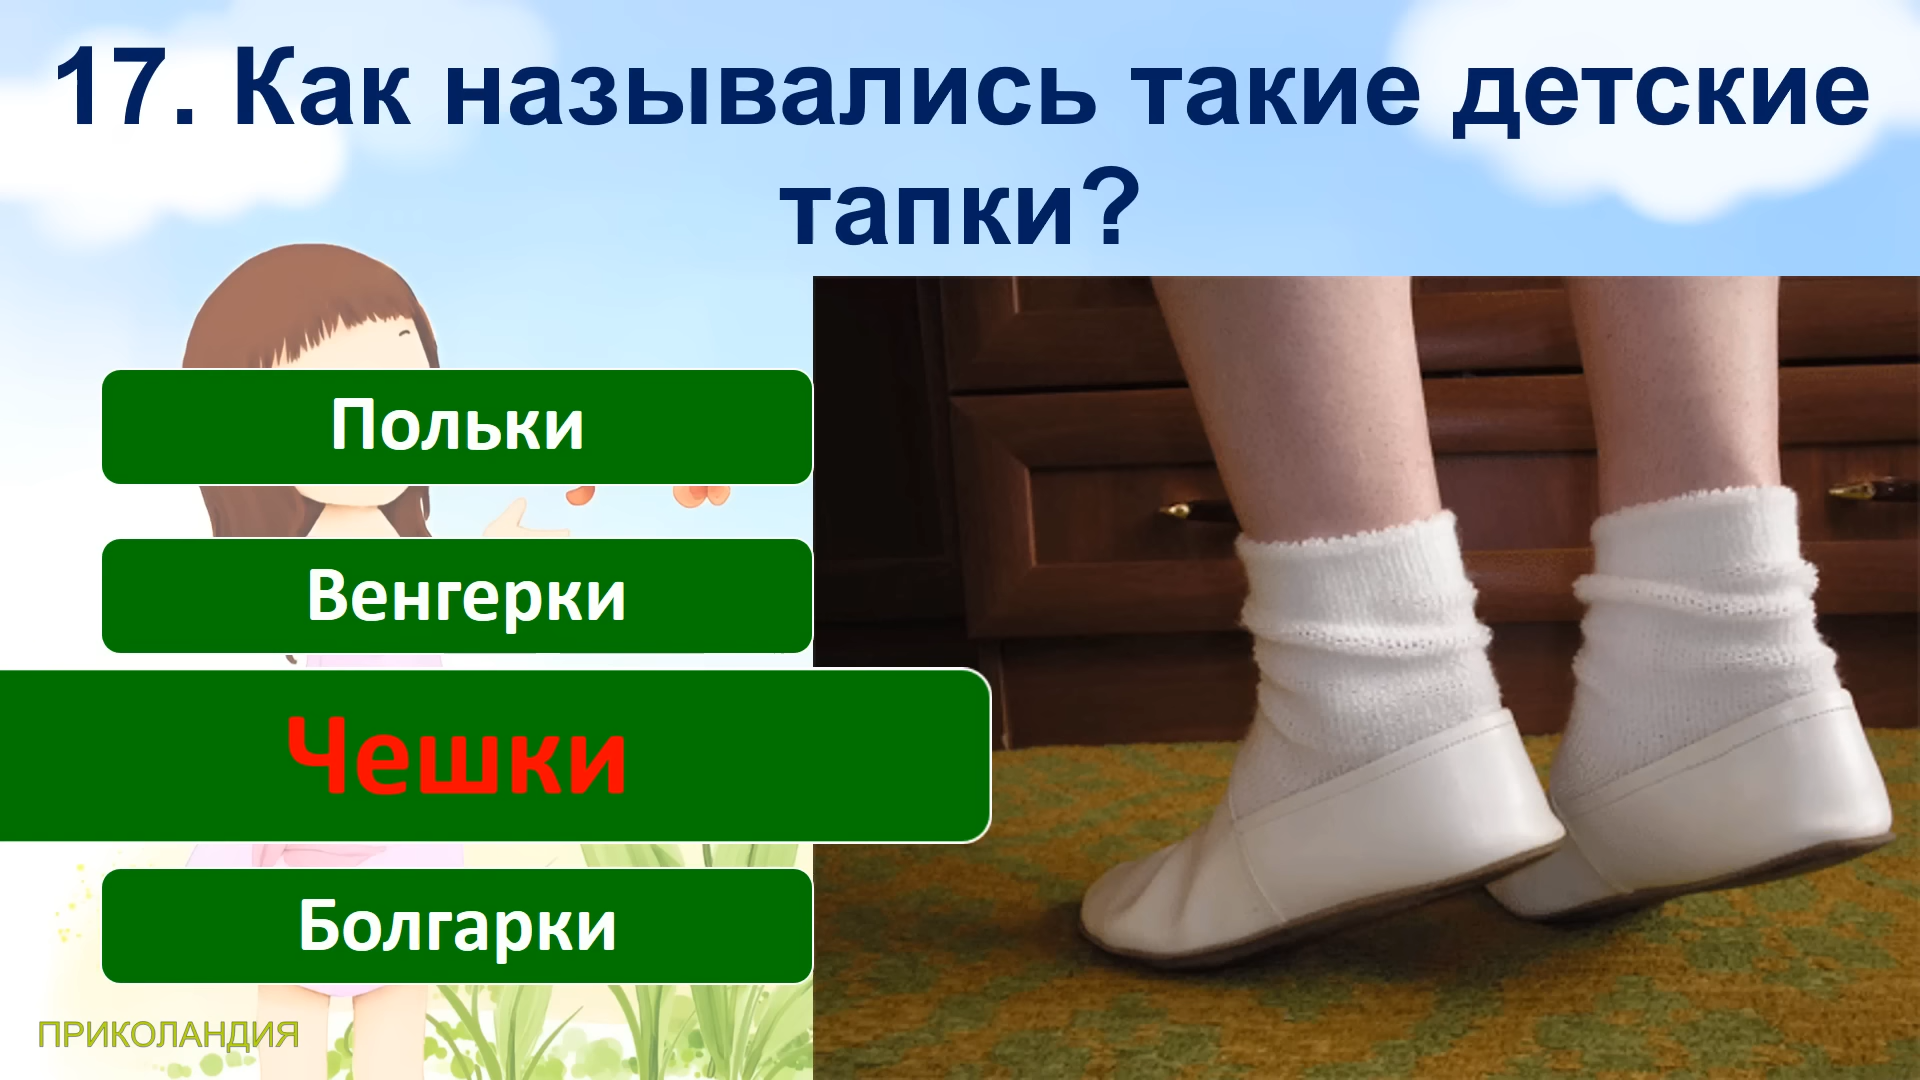 17. Как назывались такие детские
тапки?
Польки
Венгерки
Чешки
Болгарки
ПРИКОЛАНДИЯ